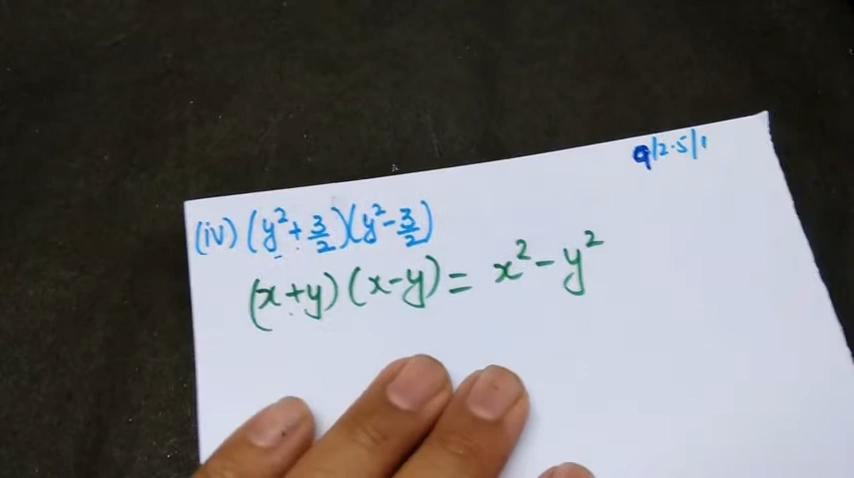 9/2.5/1
(iv) (y² + 3/2)(y² - 3/2)
(x+y) (x-y) = x² - y²